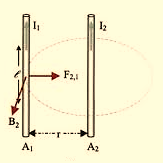 I₁ I₂
ℓ
F₂,₁
B₂
r
A₁ A₂